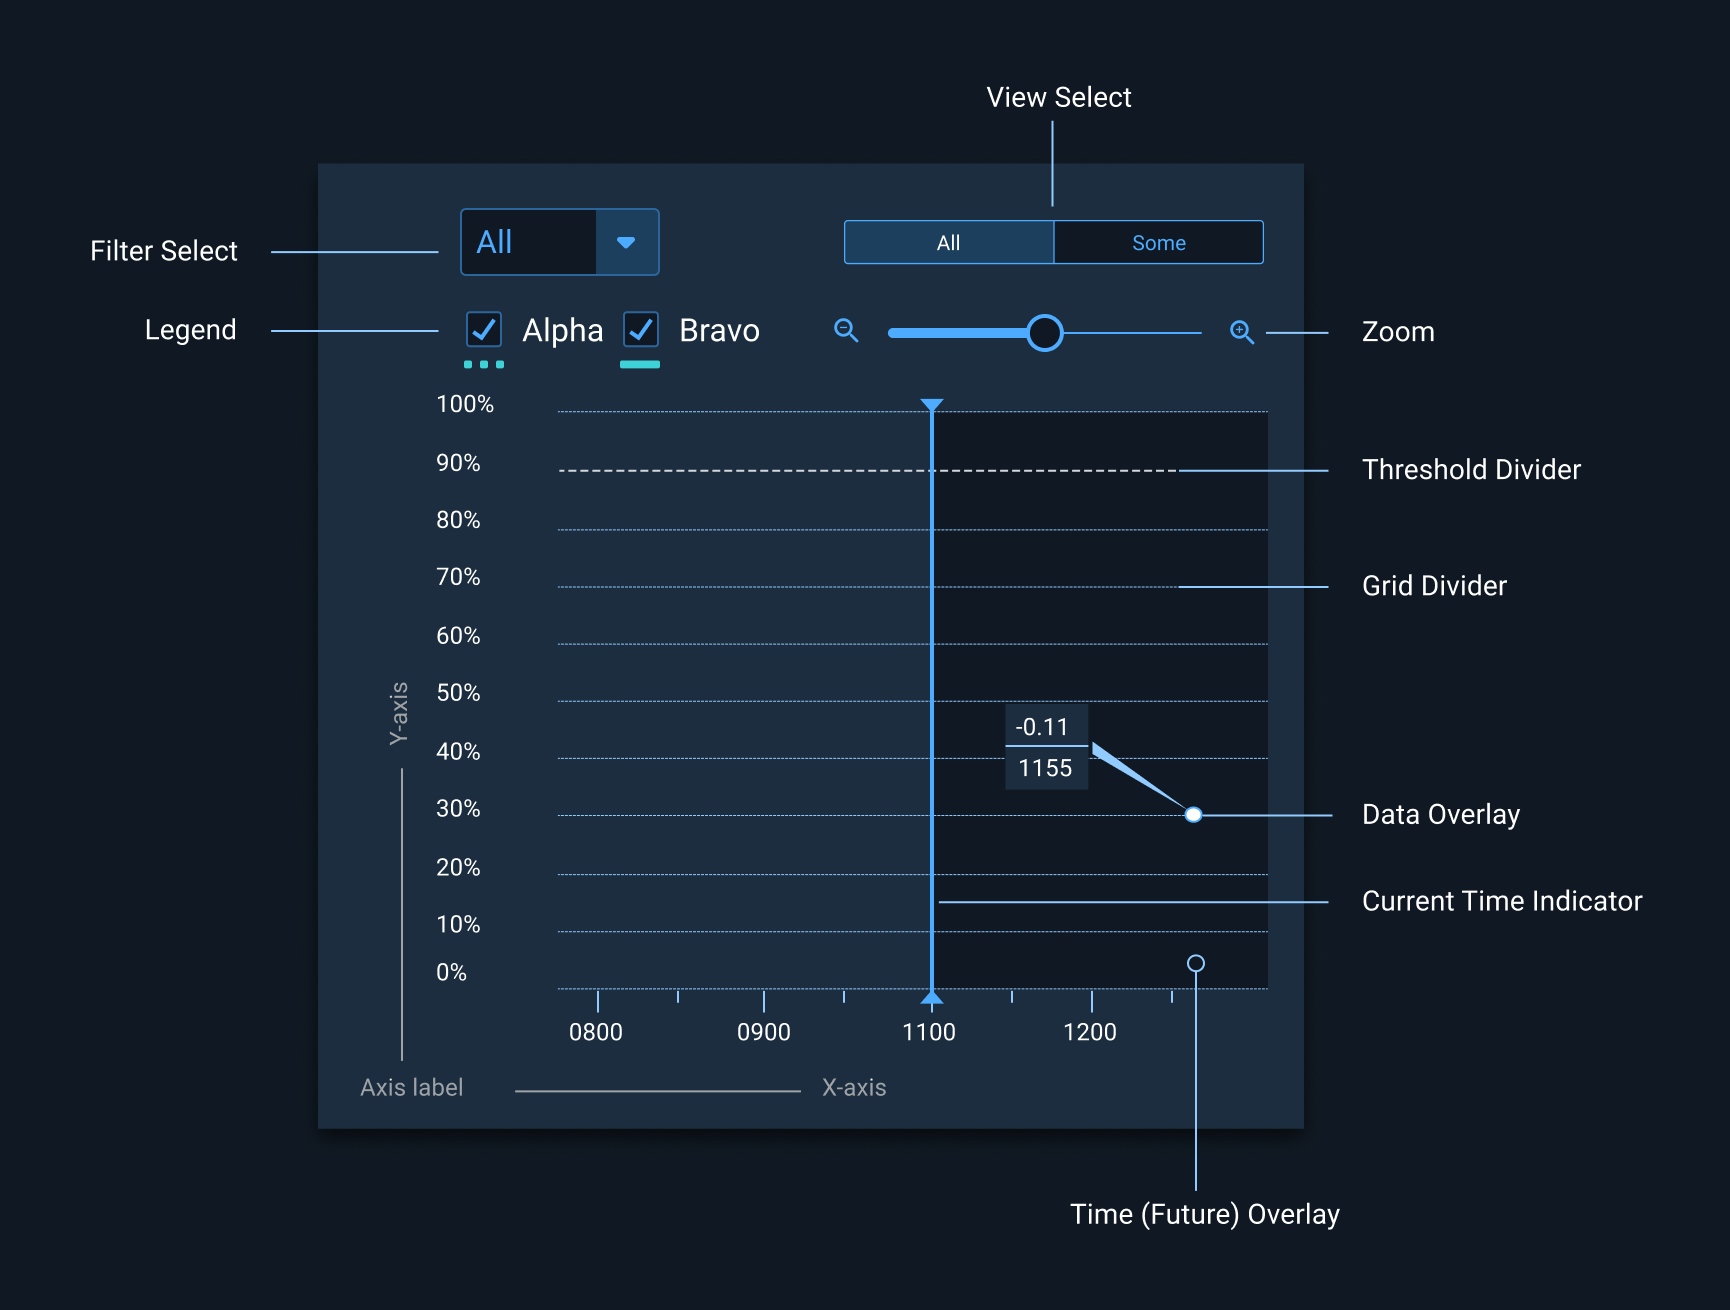 View Select
Filter Select
All
All
Some
Legend
Alpha
Bravo
Zoom
100%
90%
Threshold Divider
80%
70%
Grid Divider
60%
50%
Y-axis
-0.11
40%
1155
30%
Data Overlay
20%
Current Time Indicator
10%
0%
0800
0900
1100
1200
Axis label
X-axis
Time (Future) Overlay